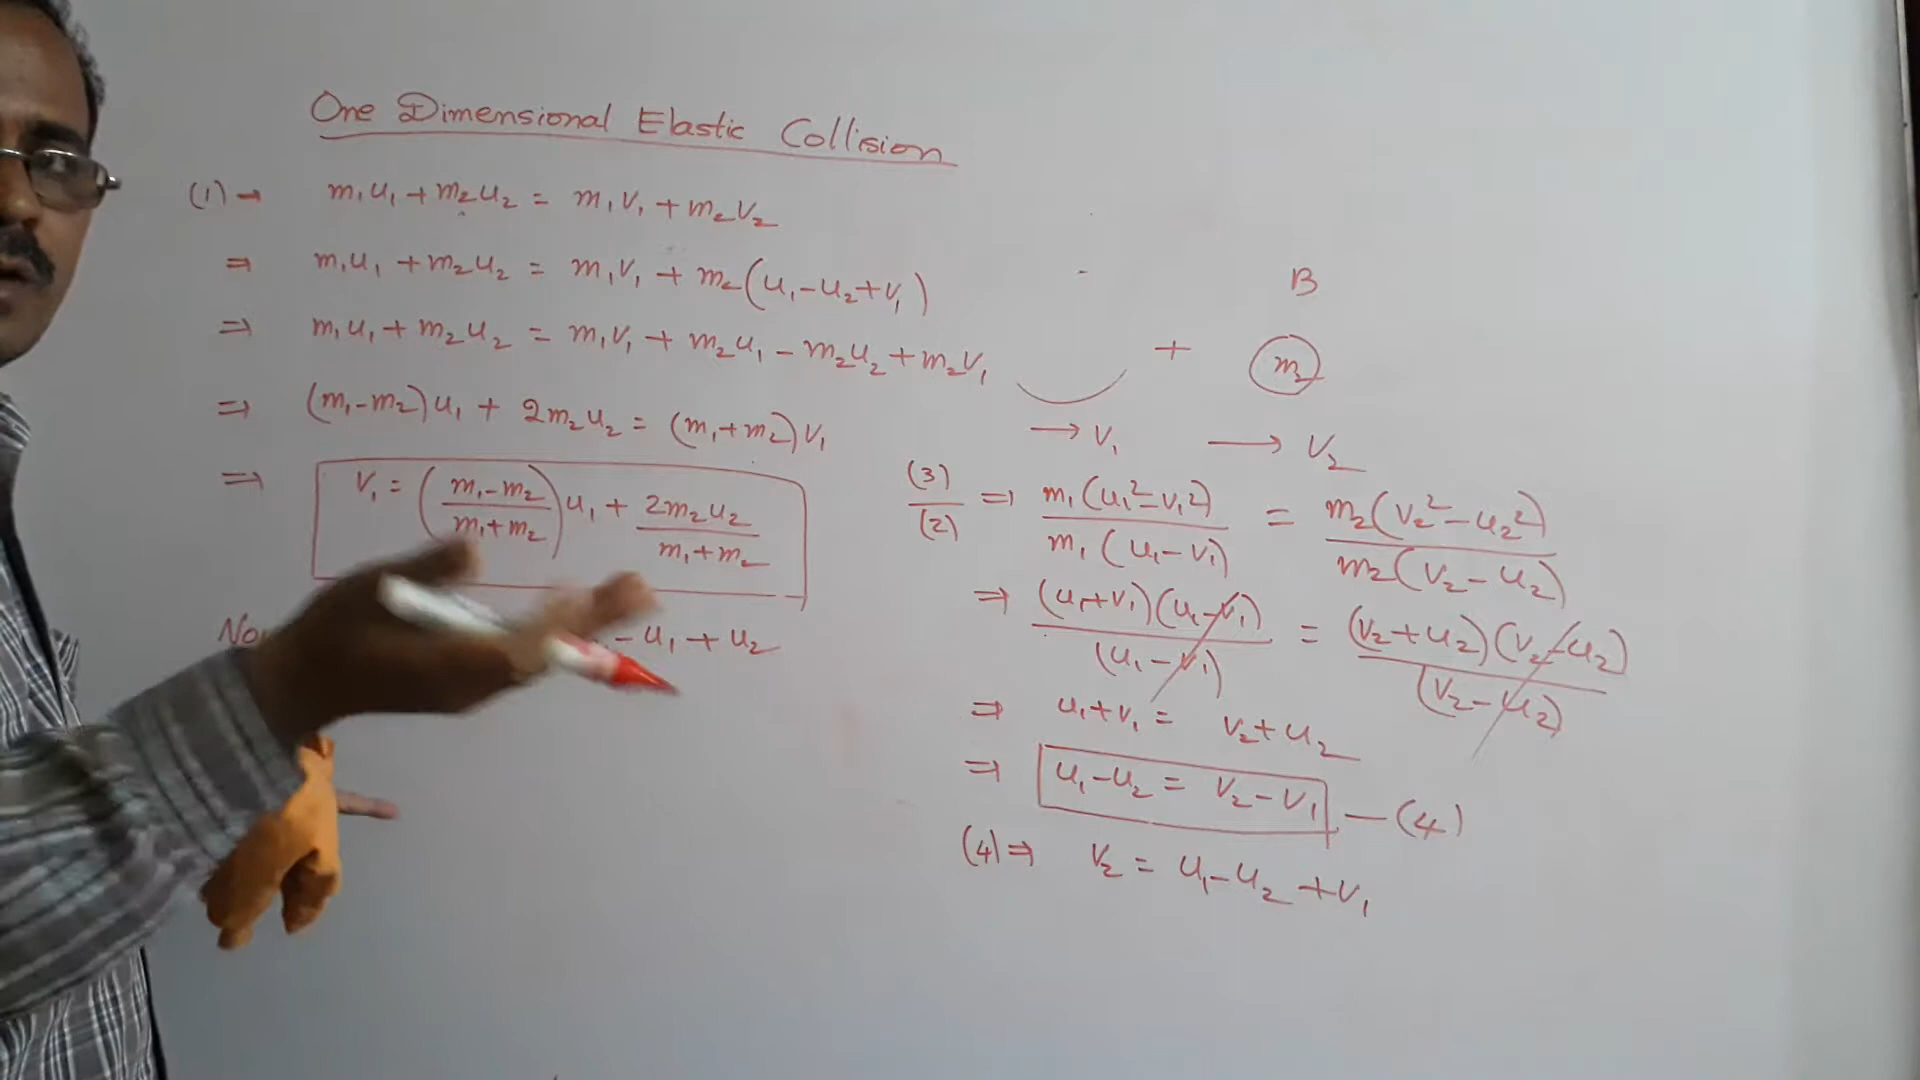 One Dimensional Elastic Collision
(1) → m₁u₁ + m₂u₂ = m₁v₁ + m₂v₂
⇒ m₁u₁ + m₂u₂ = m₁v₁ + m₂(u₁-u₂+v₁)
⇒ m₁u₁ + m₂u₂ = m₁v₁ + m₂u₁ - m₂u₂ + m₂v₁
⇒ (m₁-m₂)u₁ + 2m₂u₂ = (m₁+m₂)v₁
⇒ v₁ = ((m₁-m₂)/(m₁+m₂))u₁ + 2m₂u₂/(m₁+m₂)
- u₁ + u₂
B
+ m₂
→ v₁ → v₂
(3)/(2) ⇒ m₁(u₁²-v₁²)/m₁(u₁-v₁) = m₂(v₂²-u₂²)/m₂(v₂-u₂)
⇒ (u₁+v₁)(u₁-v₁)/(u₁-v₁) = (v₂+u₂)(v₂-u₂)/(v₂-u₂)
⇒ u₁+v₁ = v₂+u₂
⇒ u₁-u₂ = v₂-v₁ — (4)
(4) ⇒ v₂ = u₁-u₂+v₁